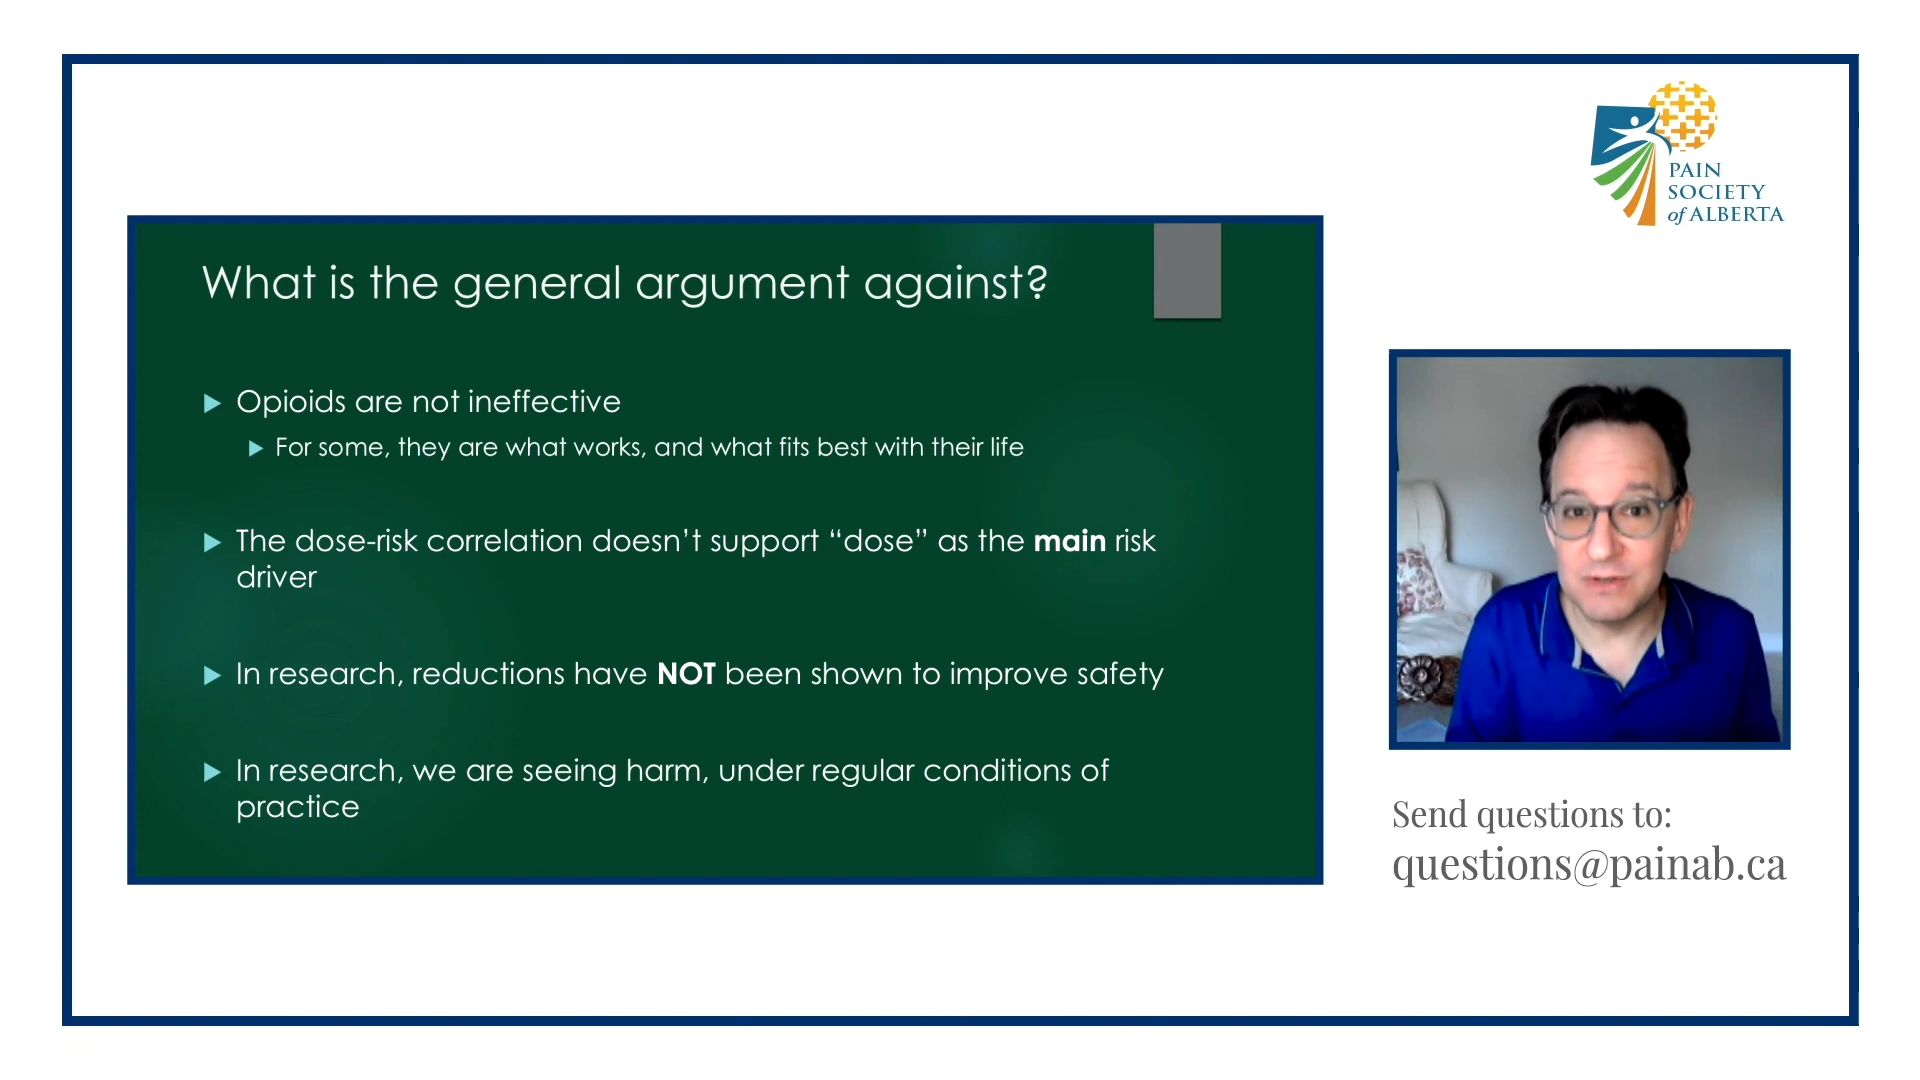 PAIN
SOCIETY
of ALBERTA
What is the general argument against?
Opioids are not ineffective
For some, they are what works, and what fits best with their life
The dose-risk correlation doesn’t support “dose” as the main risk
driver
In research, reductions have NOT been shown to improve safety
In research, we are seeing harm, under regular conditions of
practice
Send questions to:
questions@painab.ca